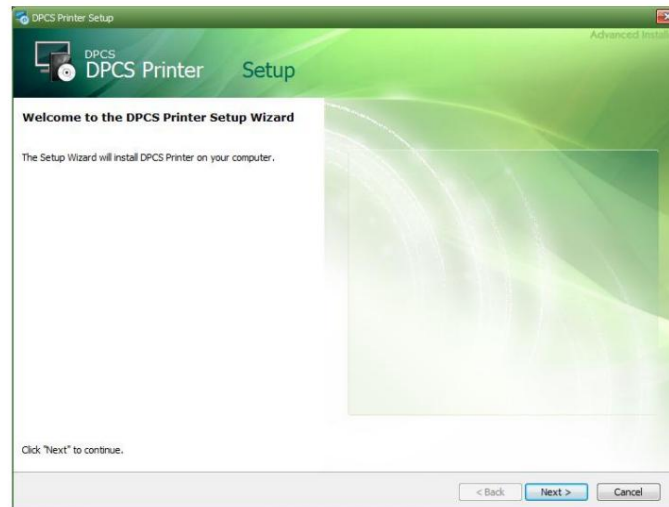 DPCS Printer Setup
Advanced Install
DPCS
DPCS Printer Setup
Welcome to the DPCS Printer Setup Wizard
The Setup Wizard will install DPCS Printer on your computer.
Click "Next" to continue.
< Back Next > Cancel